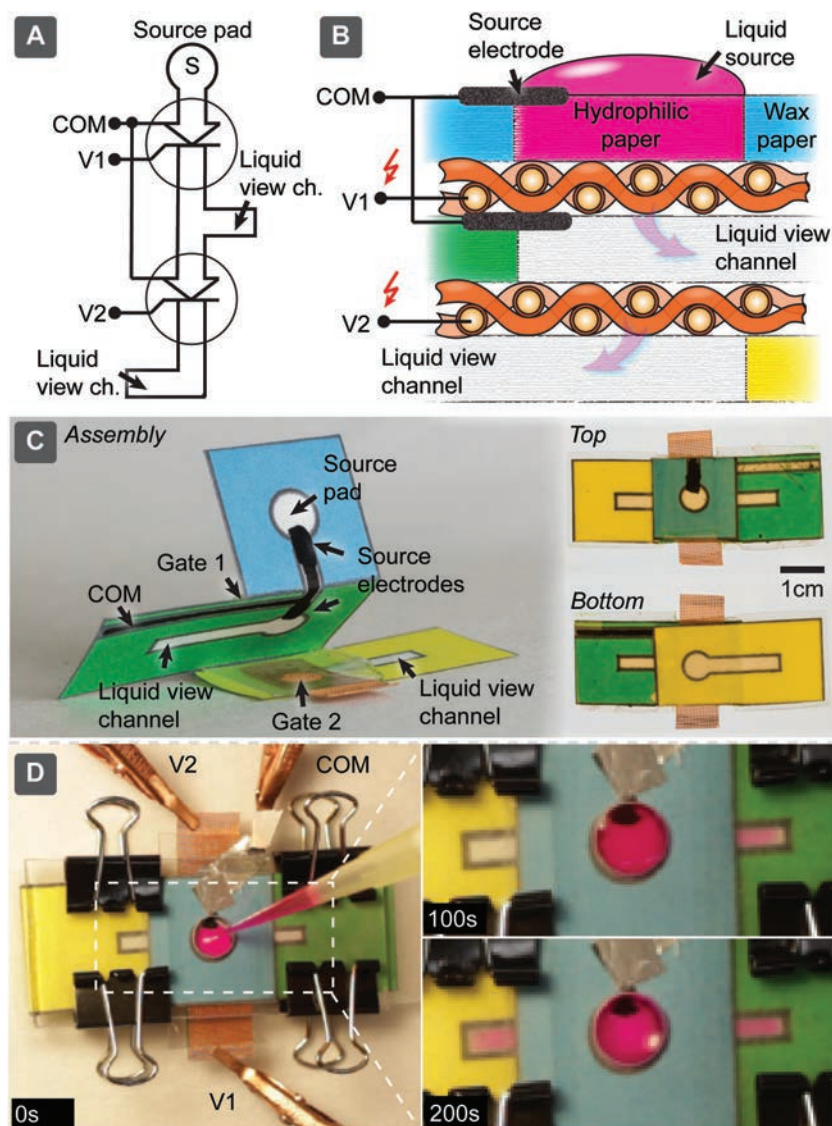 A
Source pad
S
COM
V1
Liquid
view ch.
V2
Liquid
view ch.
B
Source
electrode
Liquid
source
COM
Hydrophilic
paper
Wax
paper
V1
Liquid view
channel
V2
Liquid view
channel
C
Assembly
Source
pad
Gate 1
Source
electrodes
COM
Liquid view
channel
Gate 2
Liquid view
channel
Top
1cm
Bottom
D
V2
COM
V1
0s
100s
200s